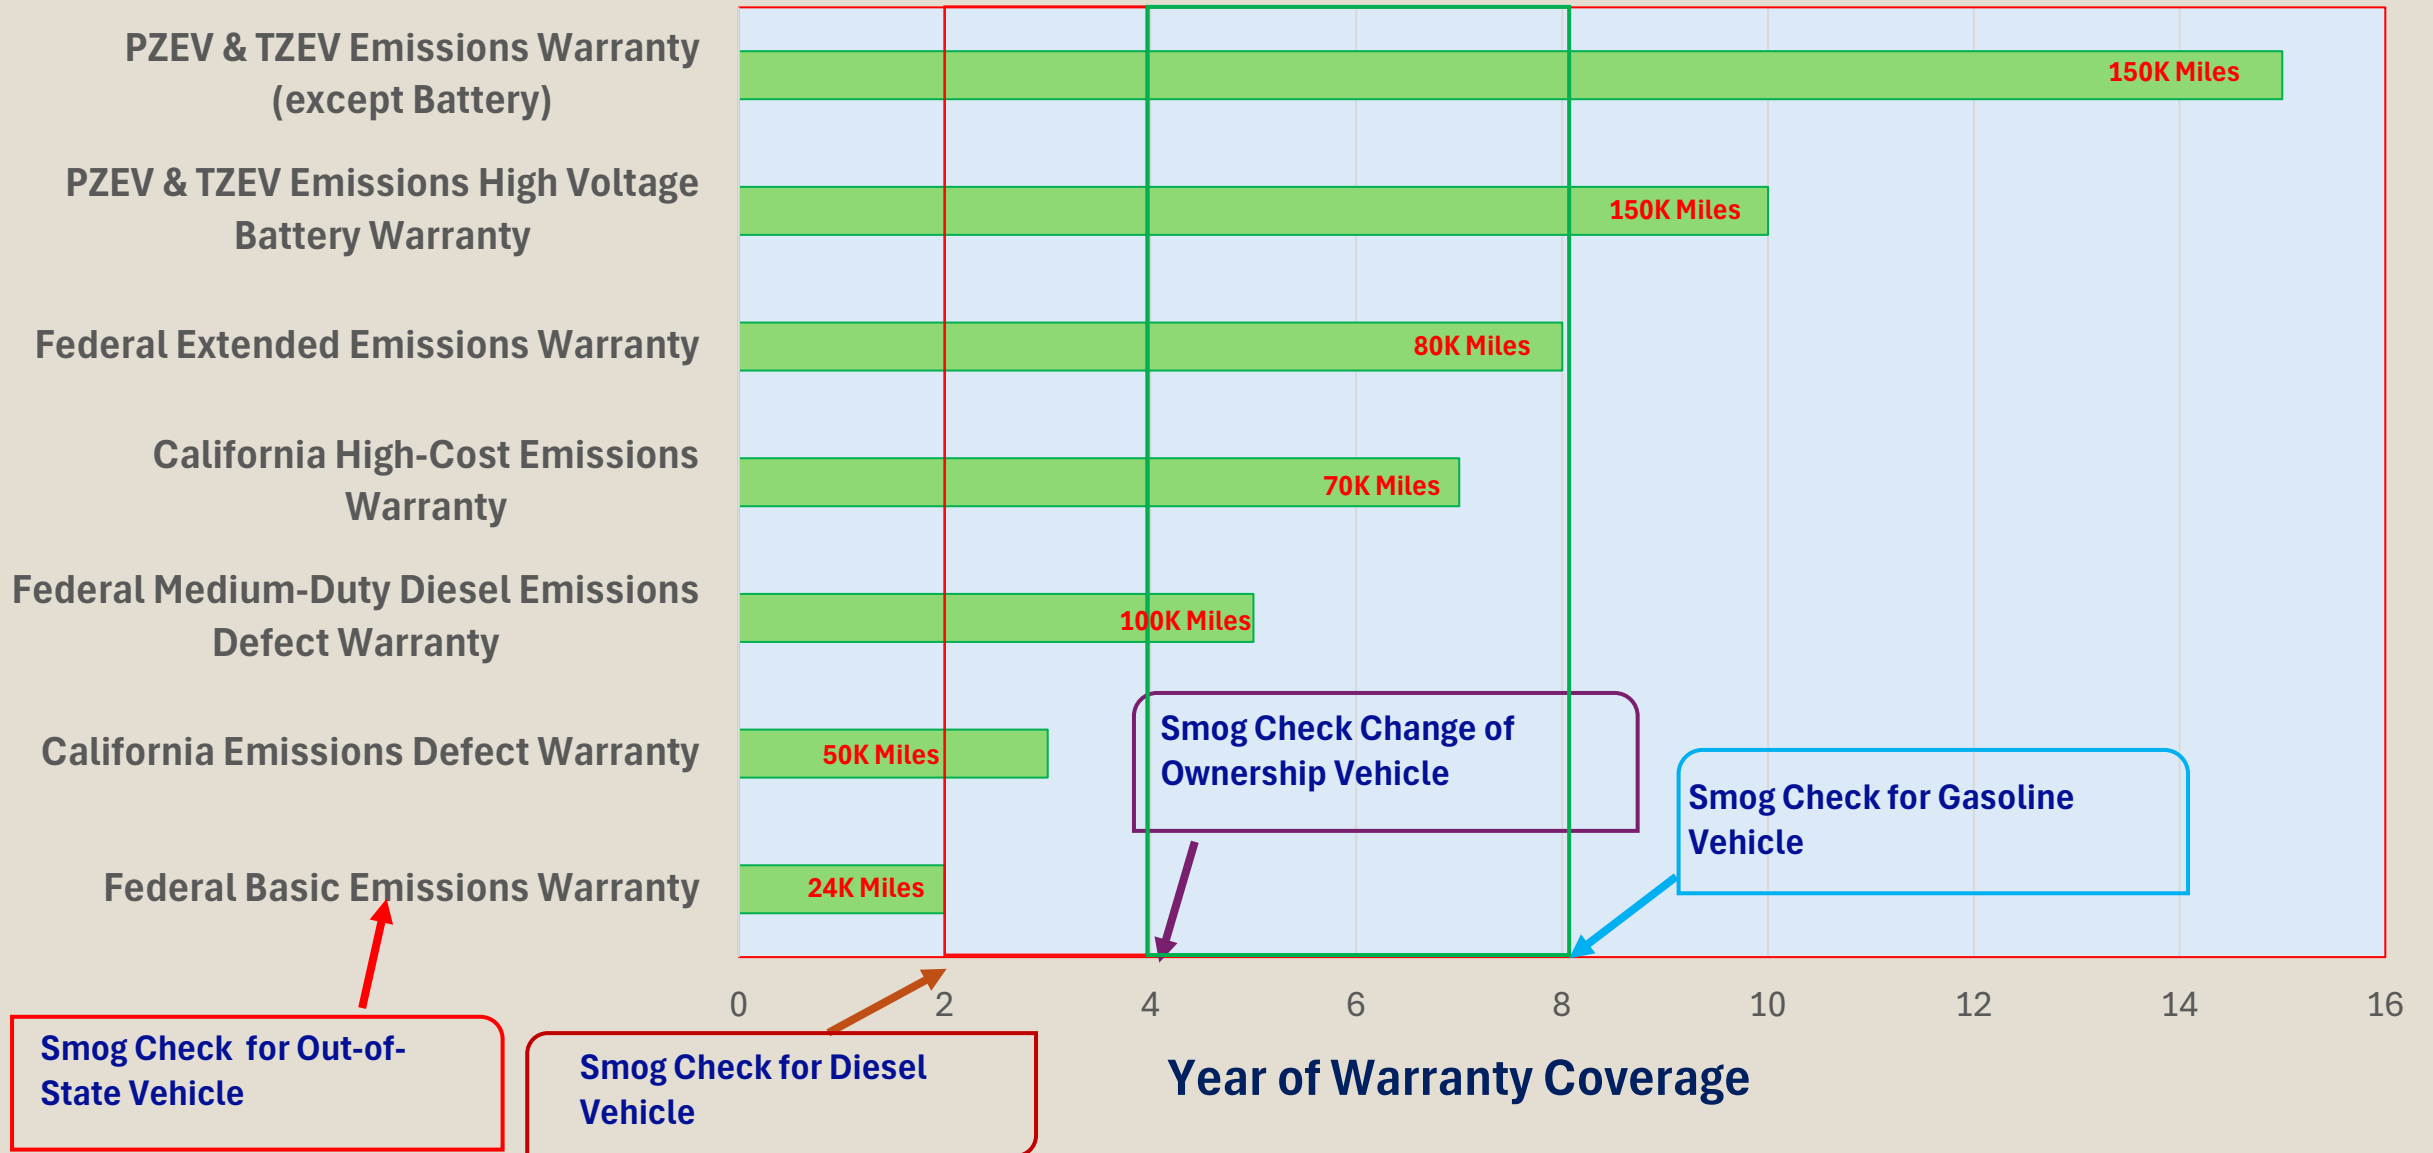 PZEV & TZEV Emissions Warranty
(except Battery)
150K Miles
PZEV & TZEV Emissions High Voltage
Battery Warranty
150K Miles
Federal Extended Emissions Warranty
80K Miles
California High-Cost Emissions
Warranty
70K Miles
Federal Medium-Duty Diesel Emissions
Defect Warranty
100K Miles
California Emissions Defect Warranty
50K Miles
Smog Check Change of
Ownership Vehicle
Smog Check for Gasoline
Vehicle
Federal Basic Emissions Warranty
24K Miles
0 2 4 6 8 10 12 14 16
Smog Check for Out-of-
State Vehicle
Smog Check for Diesel
Vehicle
Year of Warranty Coverage